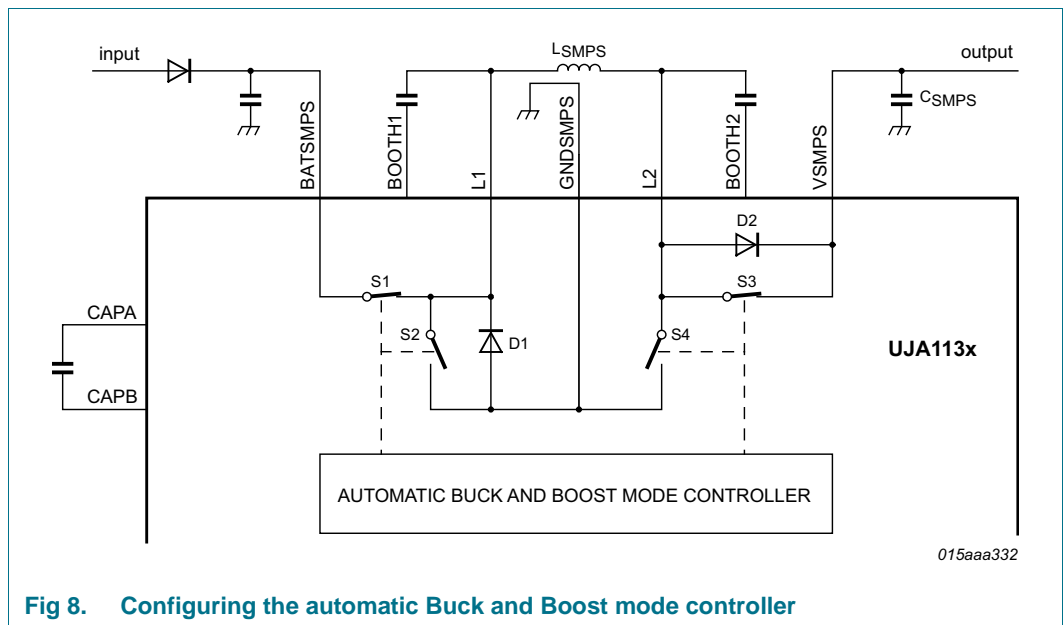 input
LSMPS
output
CSMPS
BATSMPS
BOOTH1
L1
GNDSMPS
L2
BOOTH2
VSMPS
D2
S1
S3
CAPA
S2
D1
S4
UJA113x
CAPB
AUTOMATIC BUCK AND BOOST MODE CONTROLLER
015aaa332
Fig 8. Configuring the automatic Buck and Boost mode controller